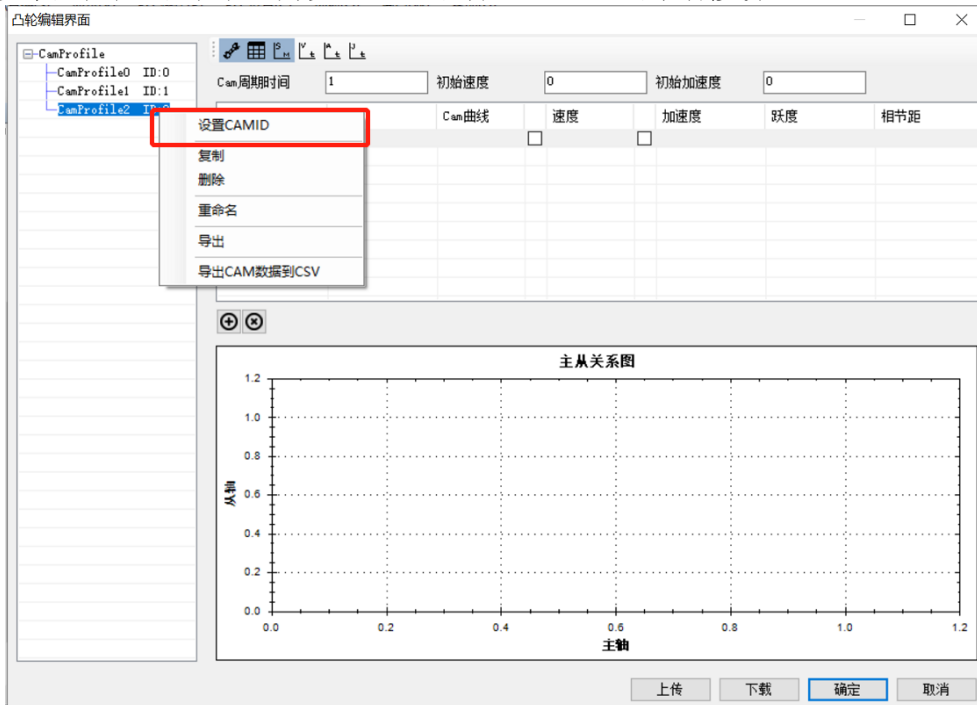 凸轮编辑界面
CamProfile
CamProfile0 ID:0
CamProfile1 ID:1
CamProfile2
设置CAMID
复制
删除
重命名
导出
导出CAM数据到CSV
Cam周期时间 1 初始速度 0 初始加速度 0
Cam曲线 速度 加速度 跃度 相节距
主从关系图
从轴
1.2
1.0
0.8
0.6
0.4
0.2
0.0
0.0 0.2 0.4 0.6 0.8 1.0 1.2
主轴
上传 下载 确定 取消